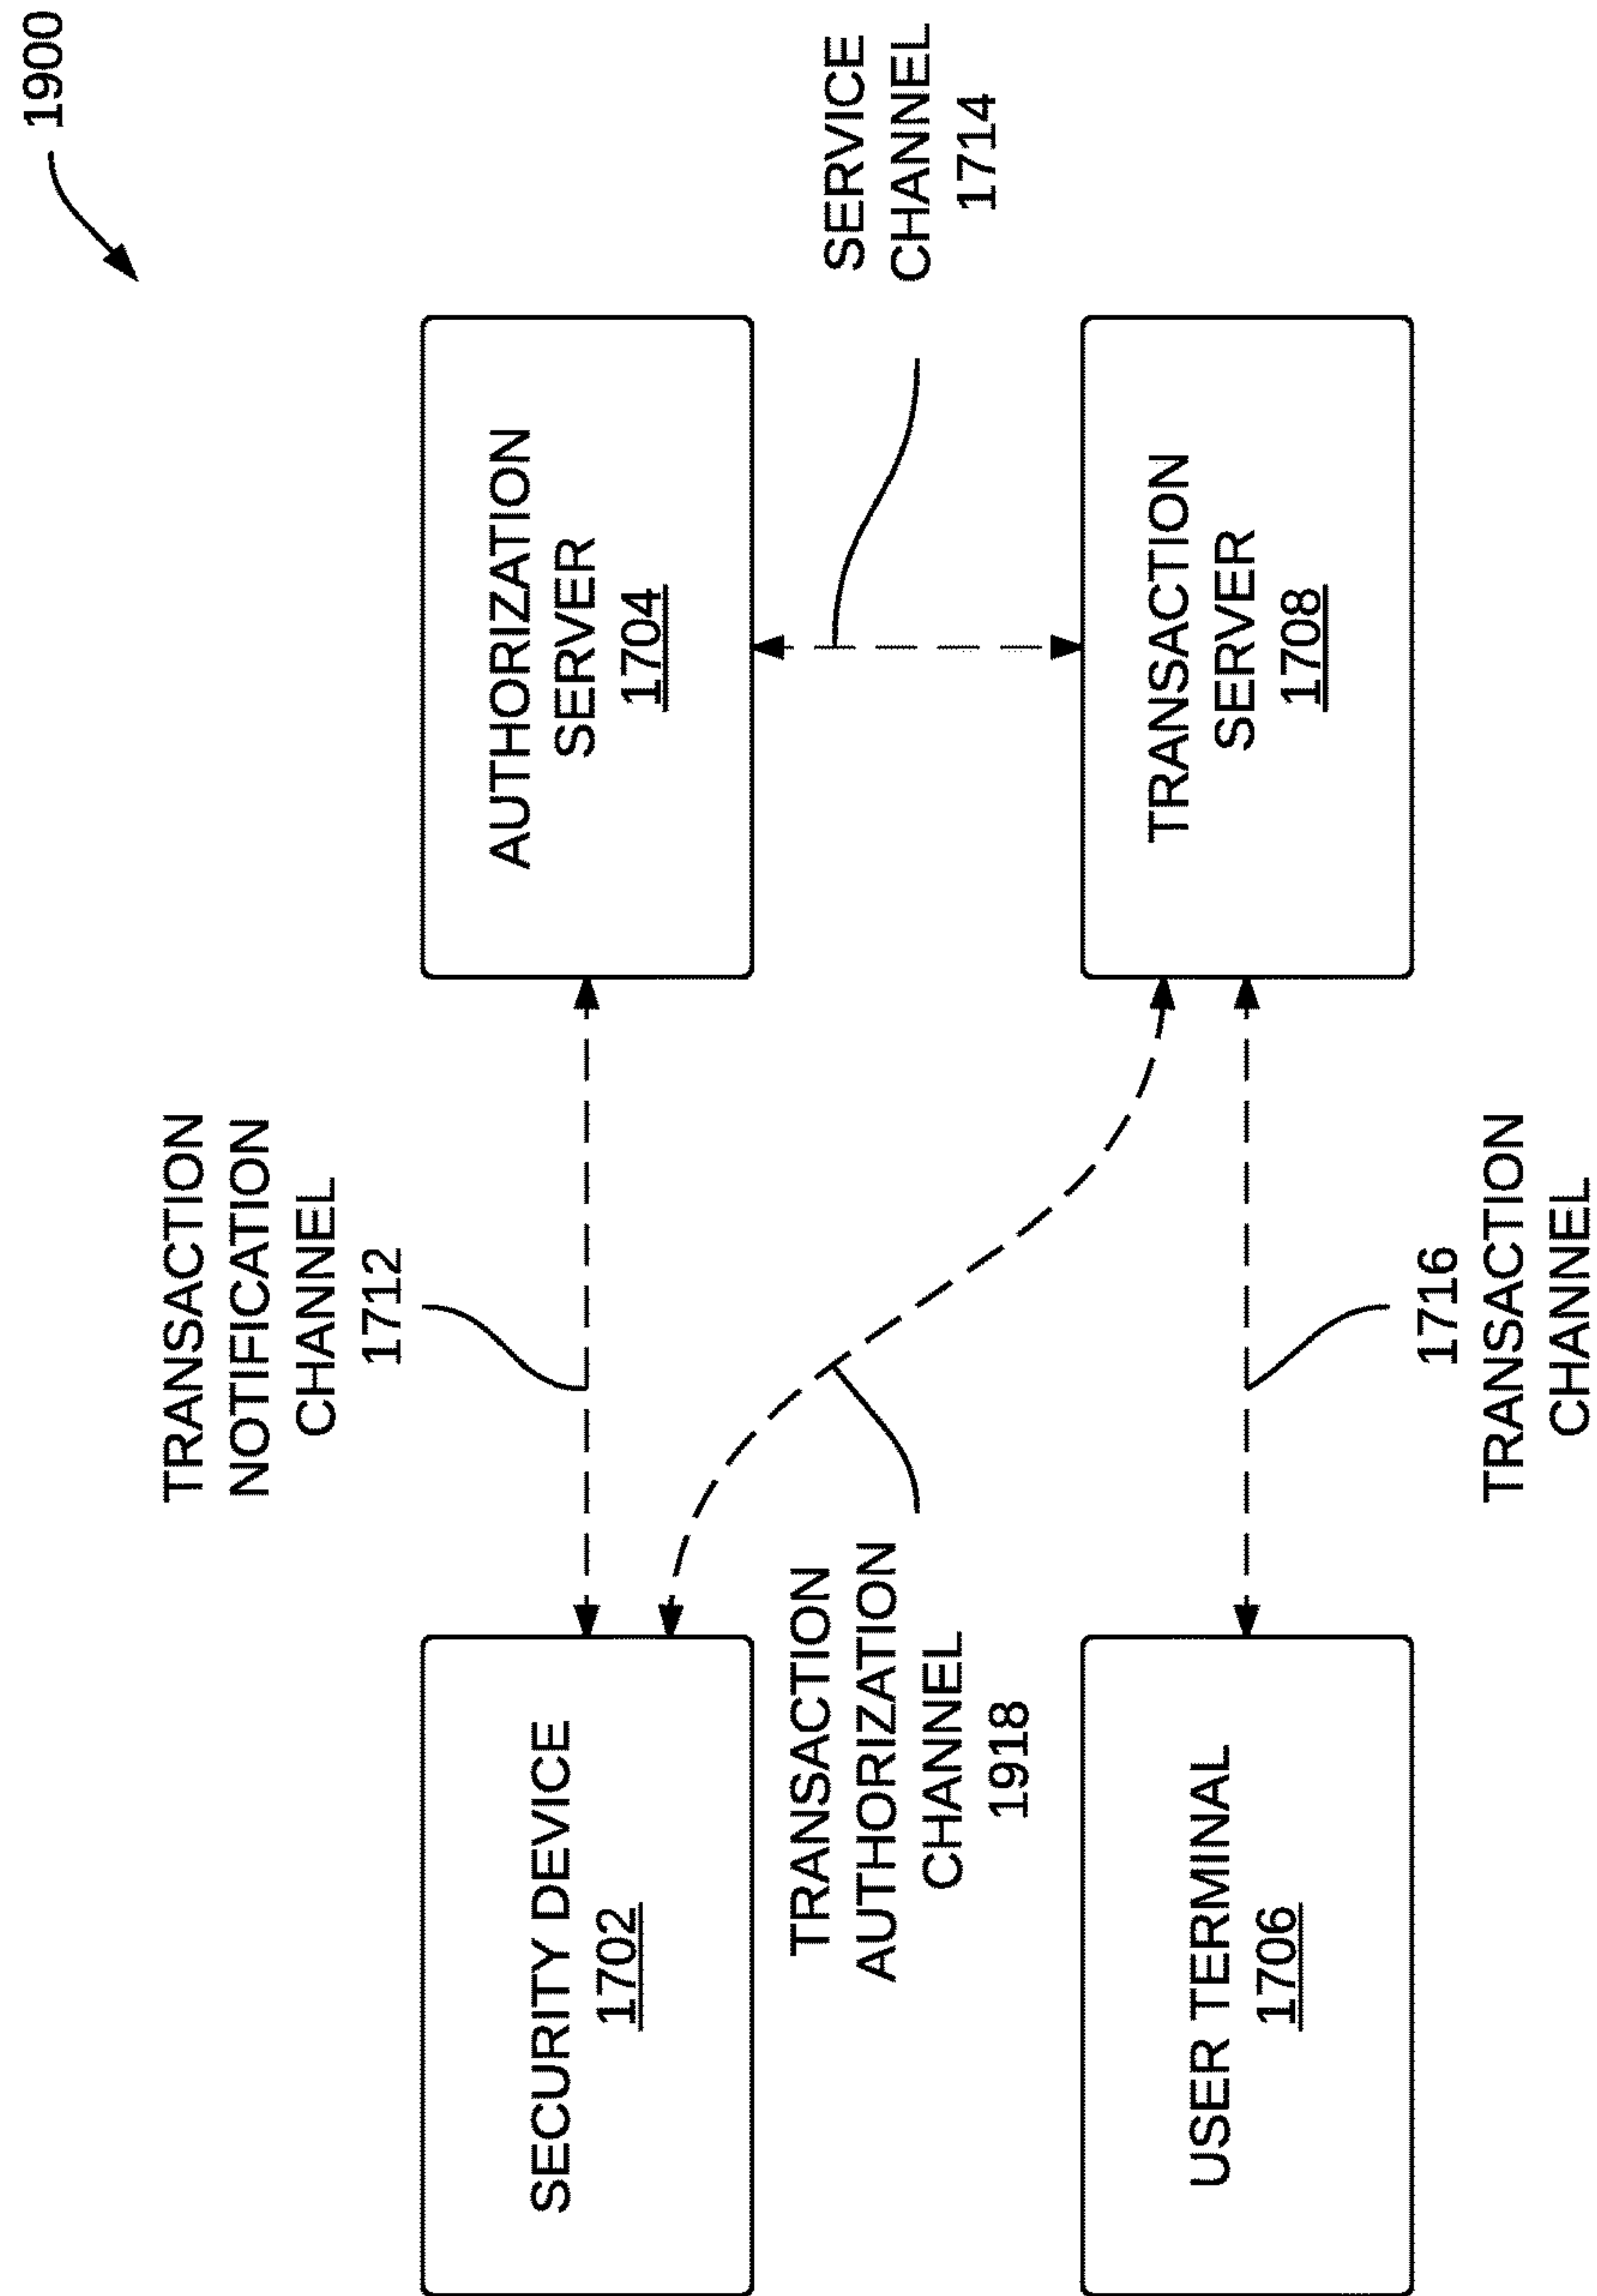 1900
TRANSACTION
NOTIFICATION
CHANNEL
1712
SECURITY DEVICE
1702
AUTHORIZATION
SERVER
1704
TRANSACTION
AUTHORIZATION
CHANNEL
1918
SERVICE
CHANNEL
1714
USER TERMINAL
1706
TRANSACTION
SERVER
1708
1716
TRANSACTION
CHANNEL